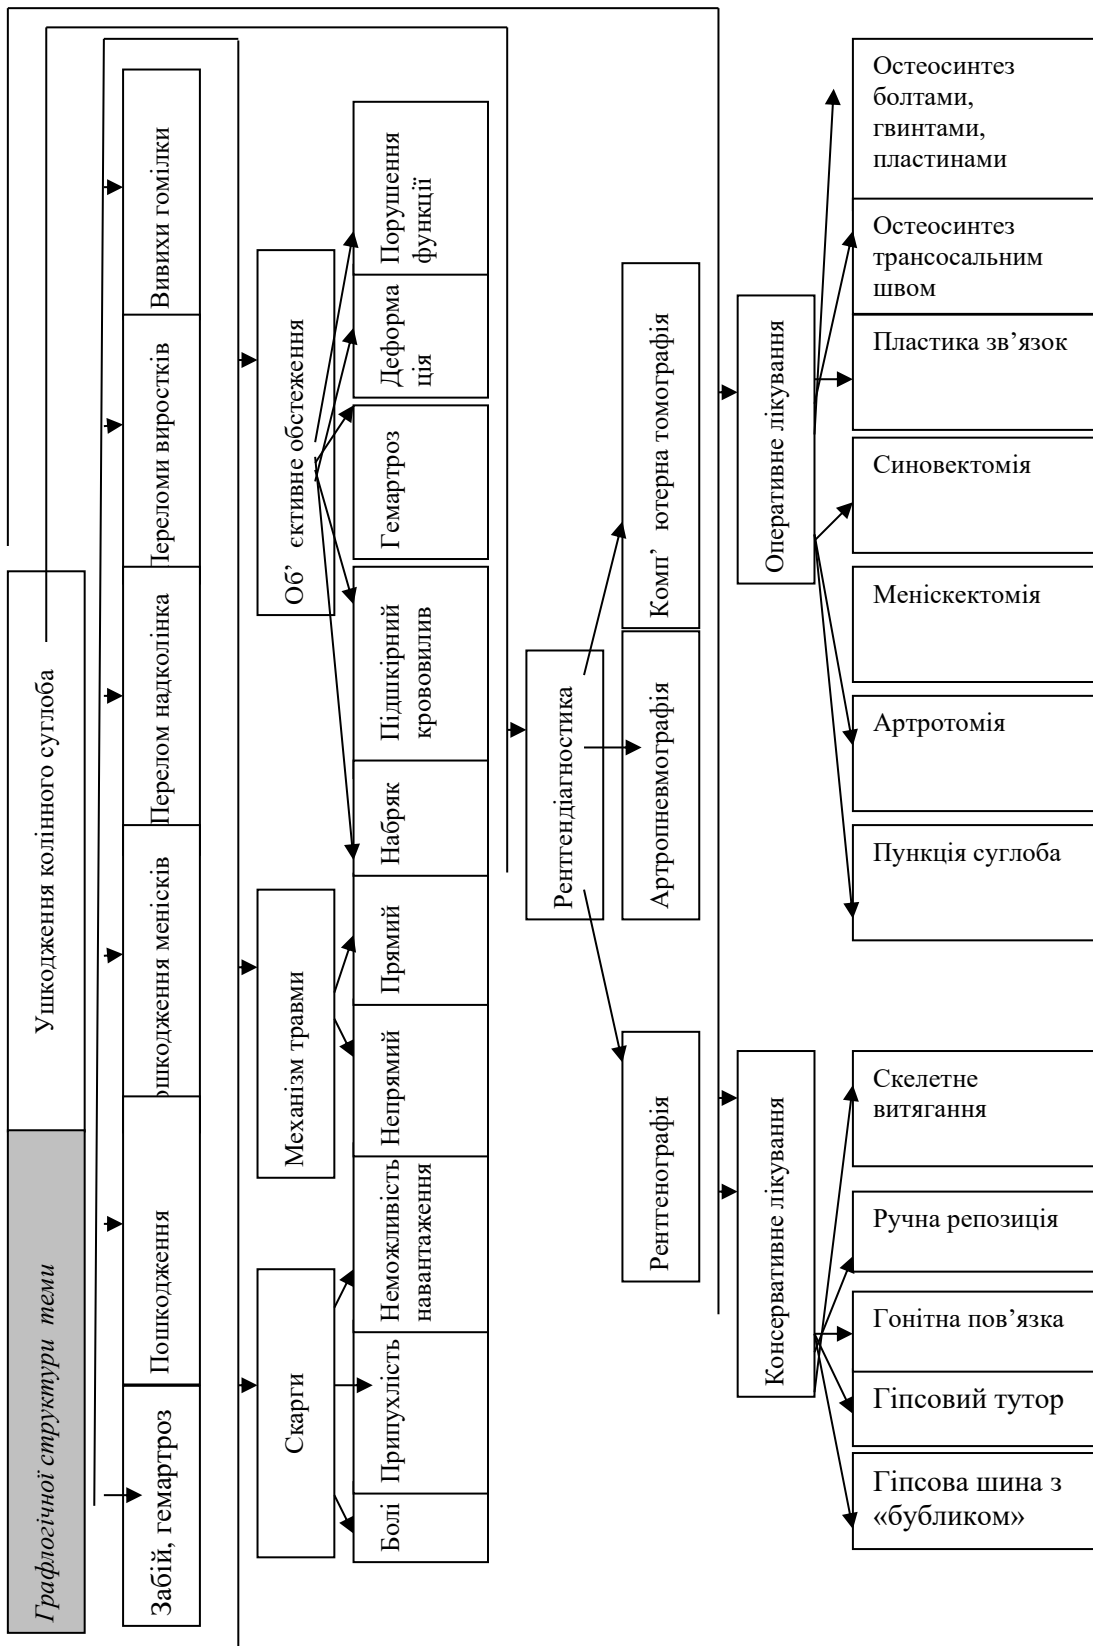 Графлогічної структури теми
Ушкодження колінного суглоба
Забій, гемартроз
Пошкодження
ошкодження менісків
Перелом надколінка
Переломи виростків
Вивихи гомілки
Скарги
Механізм травми
Об’ єктивне обстеження
Болі
Припухлість
Неможливість
навантаження
Непрямий
Прямий
Набряк
Підшкірний
крововилив
Гемартроз
Деформа
ція
Порушення
функції
Рентгендіагностика
Рентгенографія
Артропневмографія
Комп’ ютерна томографія
Консервативне лікування
Оперативне лікування
Остеосинтез
болтами,
гвинтами,
пластинами
Остеосинтез
трансосальним
швом
Пластика зв’язок
Синовектомія
Меніскектомія
Артротомія
Пункція суглоба
Скелетне
витягання
Ручна репозиція
Гонітна пов’язка
Гіпсовий тутор
Гіпсова шина з
«бубликом»